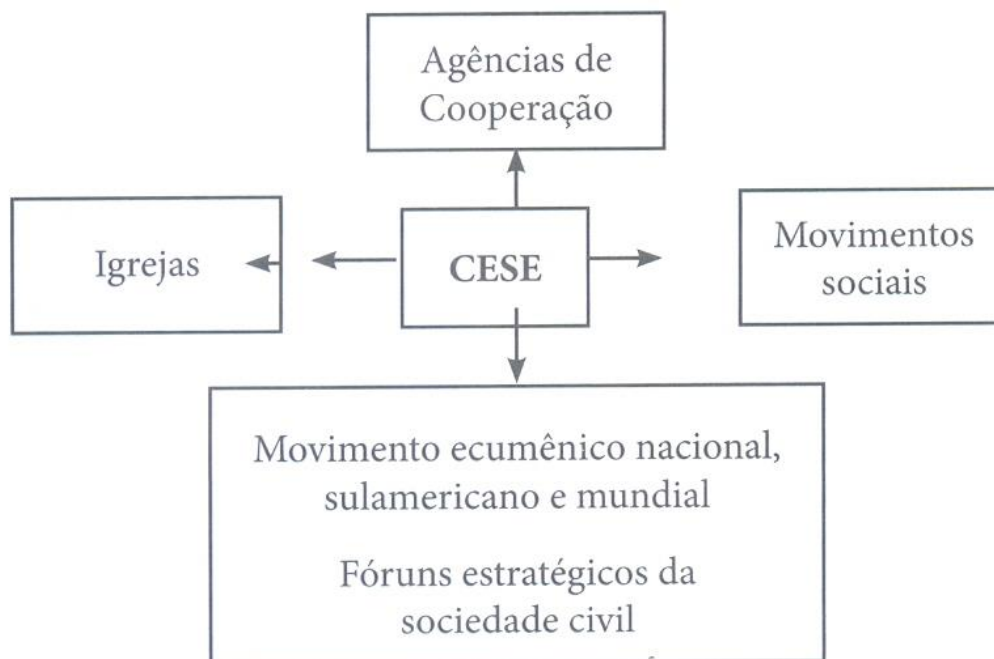 Agências de
Cooperação
Igrejas
CESE
Movimentos
sociais
Movimento ecumênico nacional,
sulamericano e mundial
Fóruns estratégicos da
sociedade civil